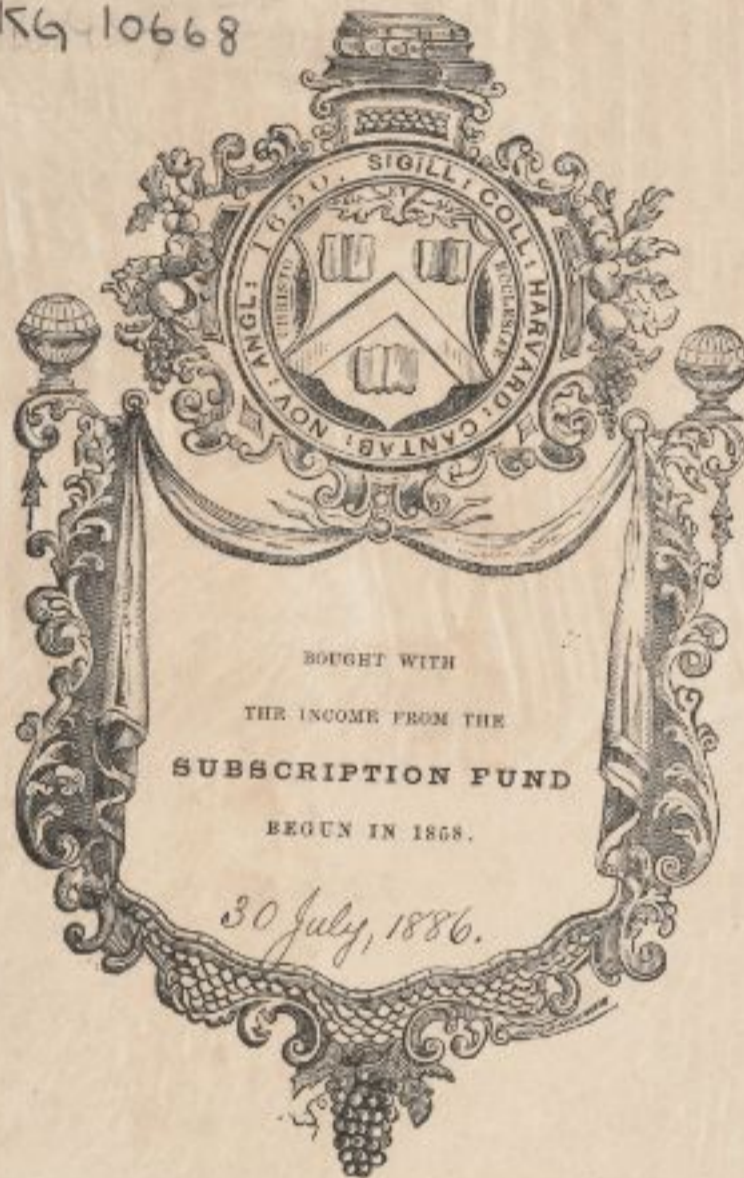 KG 10668
SIGILL: COLL: HARVARD: CANTAB: NOV: ANGL: 1650.
CHRISTO
ECCLESIÆ
BOUGHT WITH
THE INCOME FROM THE
SUBSCRIPTION FUND
BEGUN IN 1858.
30 July, 1886.